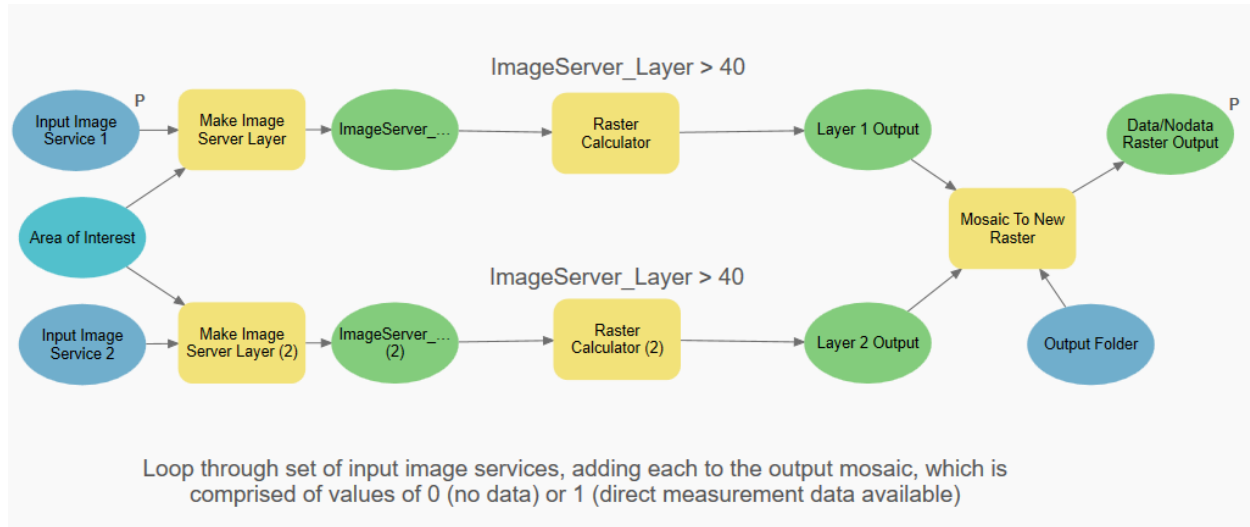 ImageServer_Layer > 40
P
Input Image
Service 1
Make Image
Server Layer
ImageServer_...
Raster
Calculator
Layer 1 Output
P
Data/Nodata
Raster Output
Area of Interest
Mosaic To New
Raster
ImageServer_Layer > 40
Input Image
Service 2
Make Image
Server Layer (2)
ImageServer_...
(2)
Raster
Calculator (2)
Layer 2 Output
Output Folder
Loop through set of input image services, adding each to the output mosaic, which is
comprised of values of 0 (no data) or 1 (direct measurement data available)